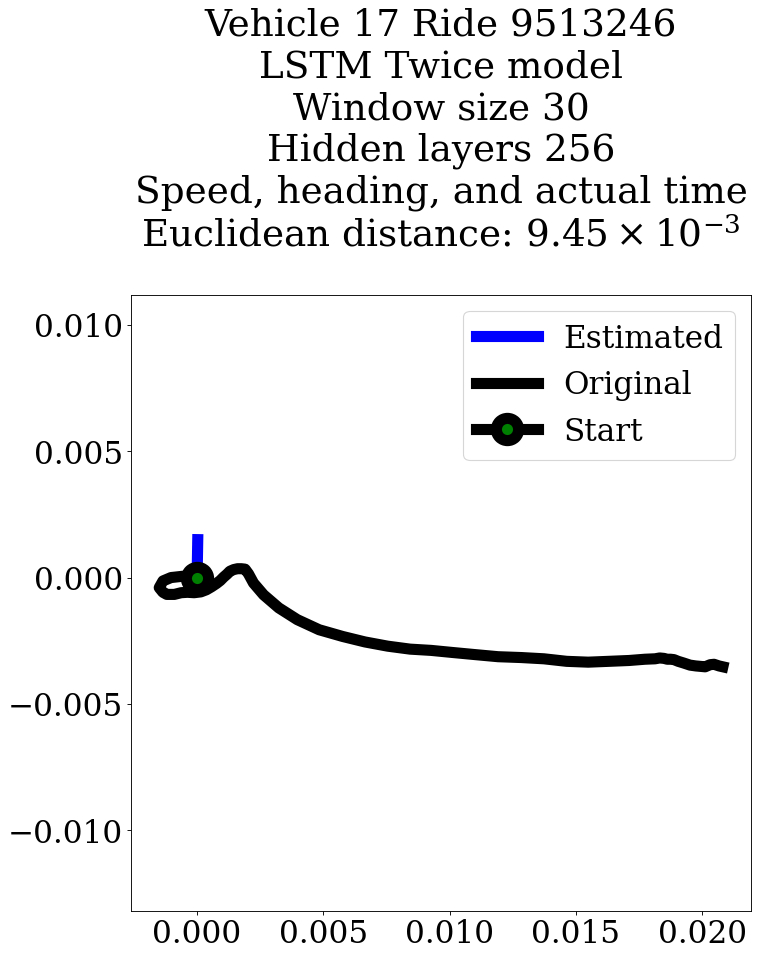 Vehicle 17 Ride 9513246
LSTM Twice model
Window size 30
Hidden layers 256
Speed, heading, and actual time
Euclidean distance: 9.45 × 10⁻³
0.010
Estimated
Original
Start
0.005
0.000
−0.005
−0.010
0.000 0.005 0.010 0.015 0.020